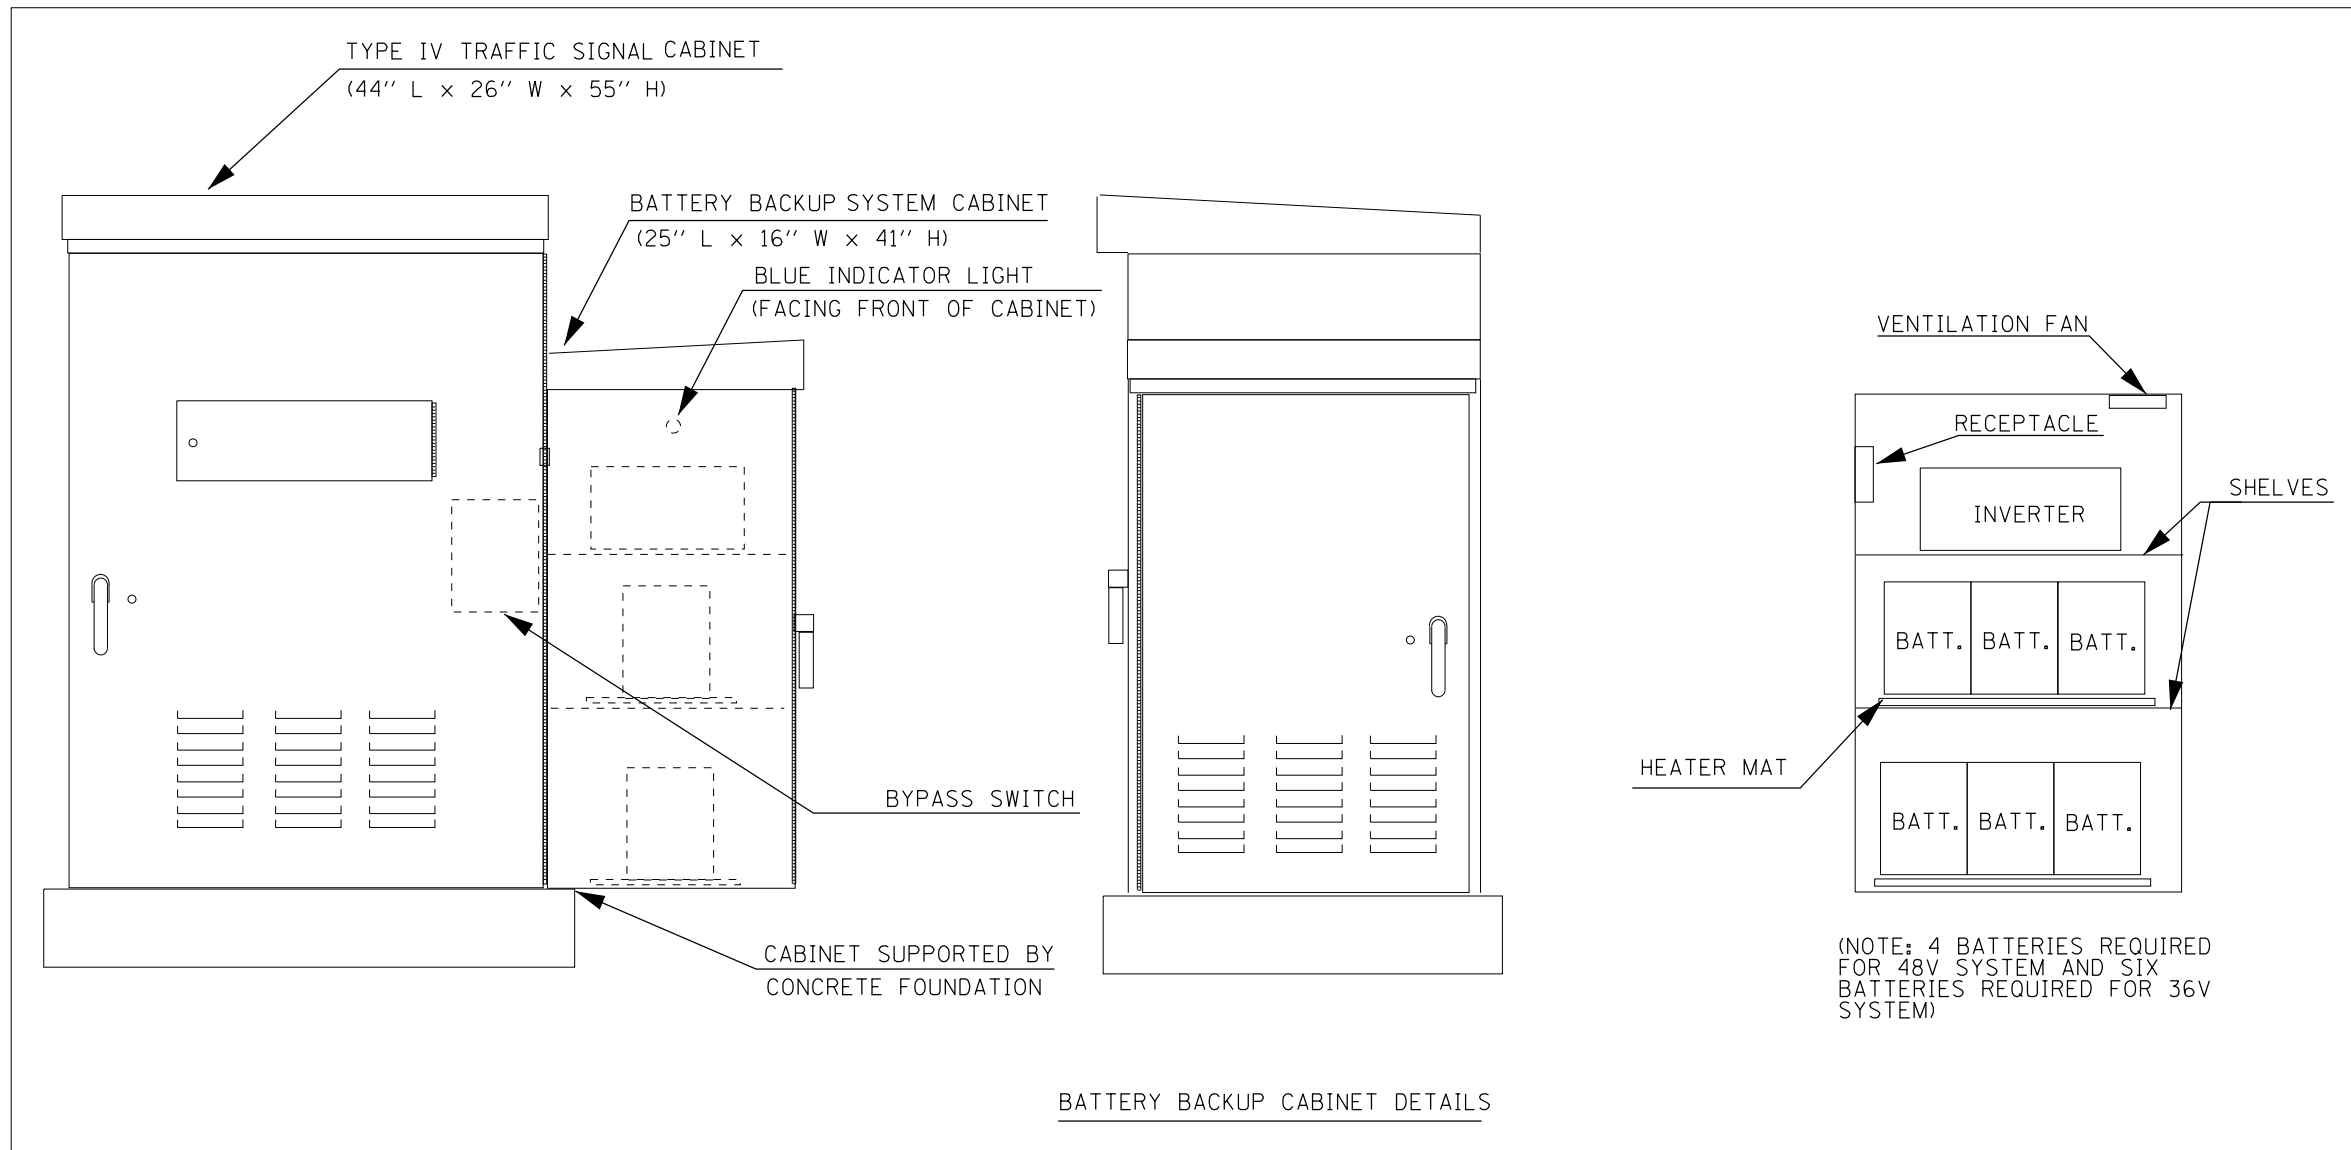 TYPE IV TRAFFIC SIGNAL CABINET
(44" L x 26" W x 55" H)
BATTERY BACKUP SYSTEM CABINET
(25" L x 16" W x 41" H)
BLUE INDICATOR LIGHT
(FACING FRONT OF CABINET)
BYPASS SWITCH
CABINET SUPPORTED BY
CONCRETE FOUNDATION
VENTILATION FAN
RECEPTACLE
SHELVES
INVERTER
BATT. BATT. BATT.
HEATER MAT
BATT. BATT. BATT.
(NOTE: 4 BATTERIES REQUIRED
FOR 48V SYSTEM AND SIX
BATTERIES REQUIRED FOR 36V
SYSTEM)
BATTERY BACKUP CABINET DETAILS